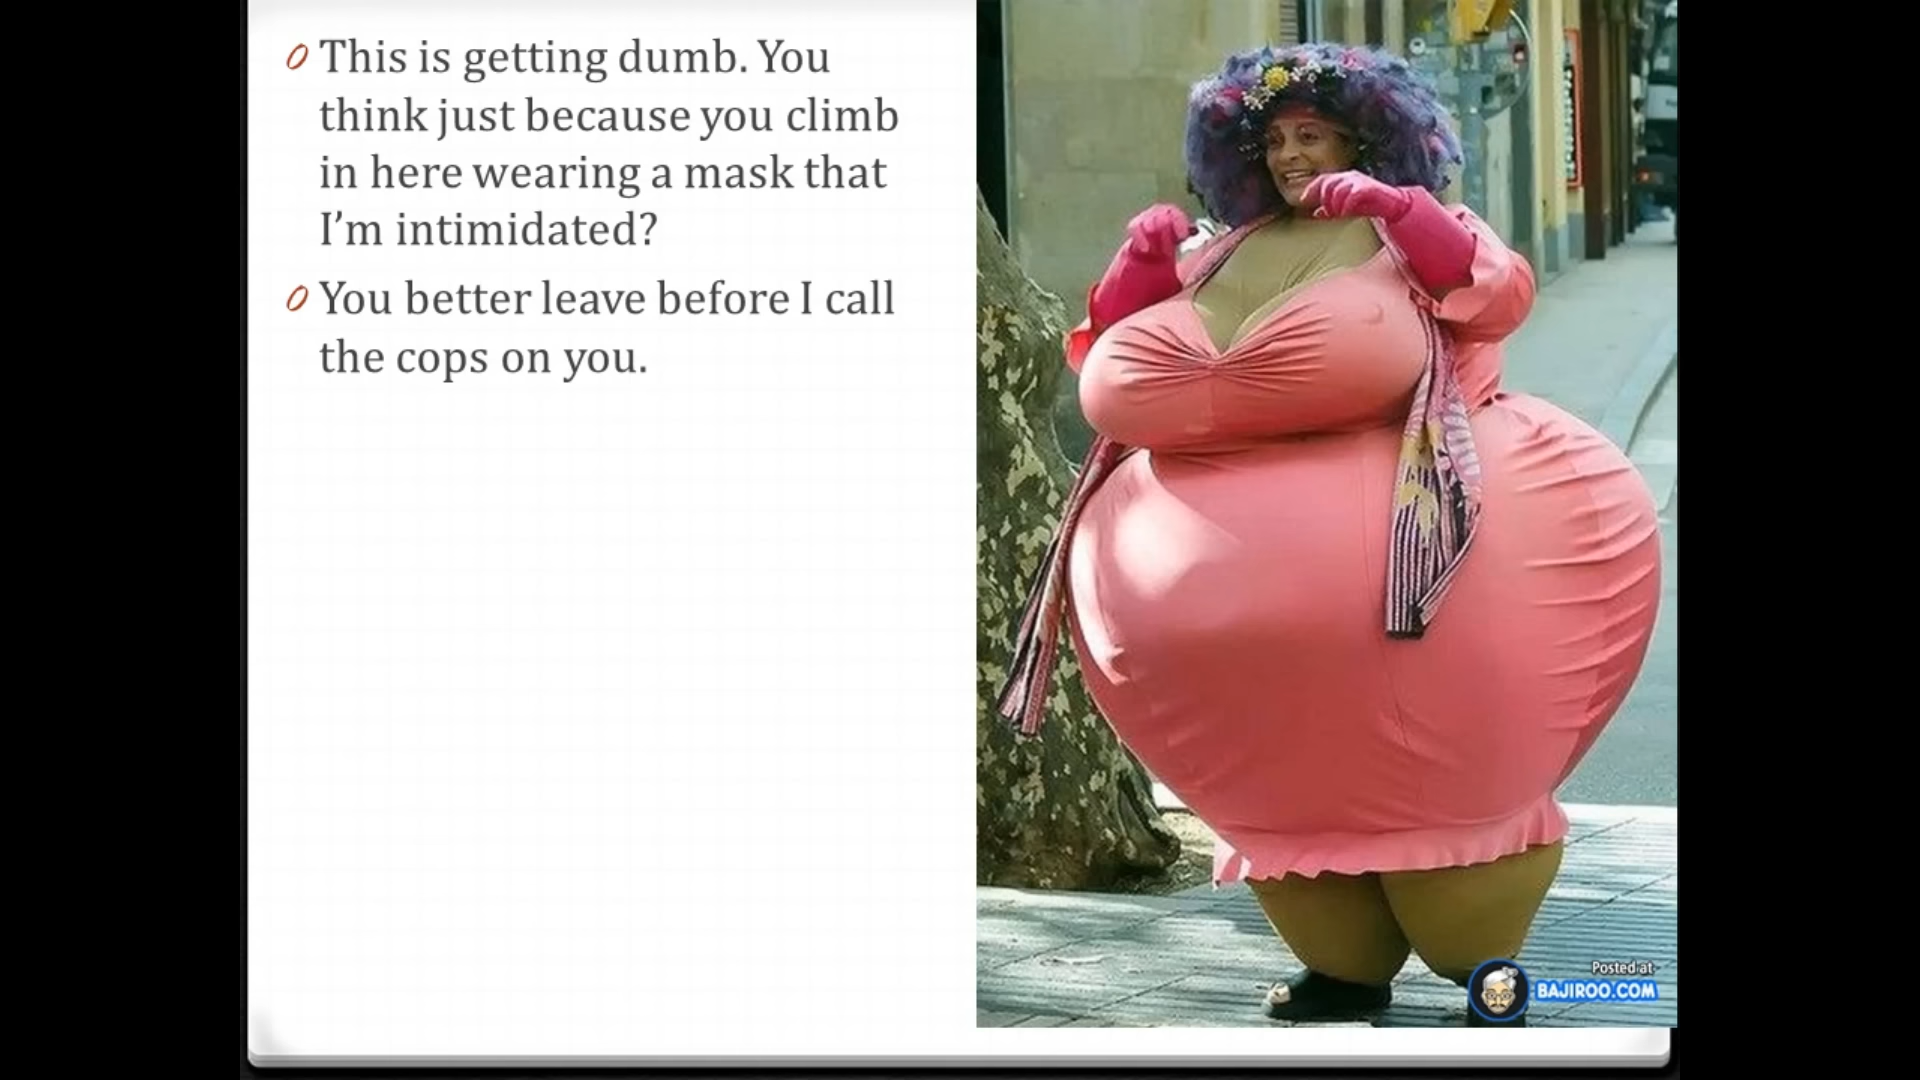 This is getting dumb. You
think just because you climb
in here wearing a mask that
I’m intimidated?
You better leave before I call
the cops on you.
Posted at
BAJIROO.COM